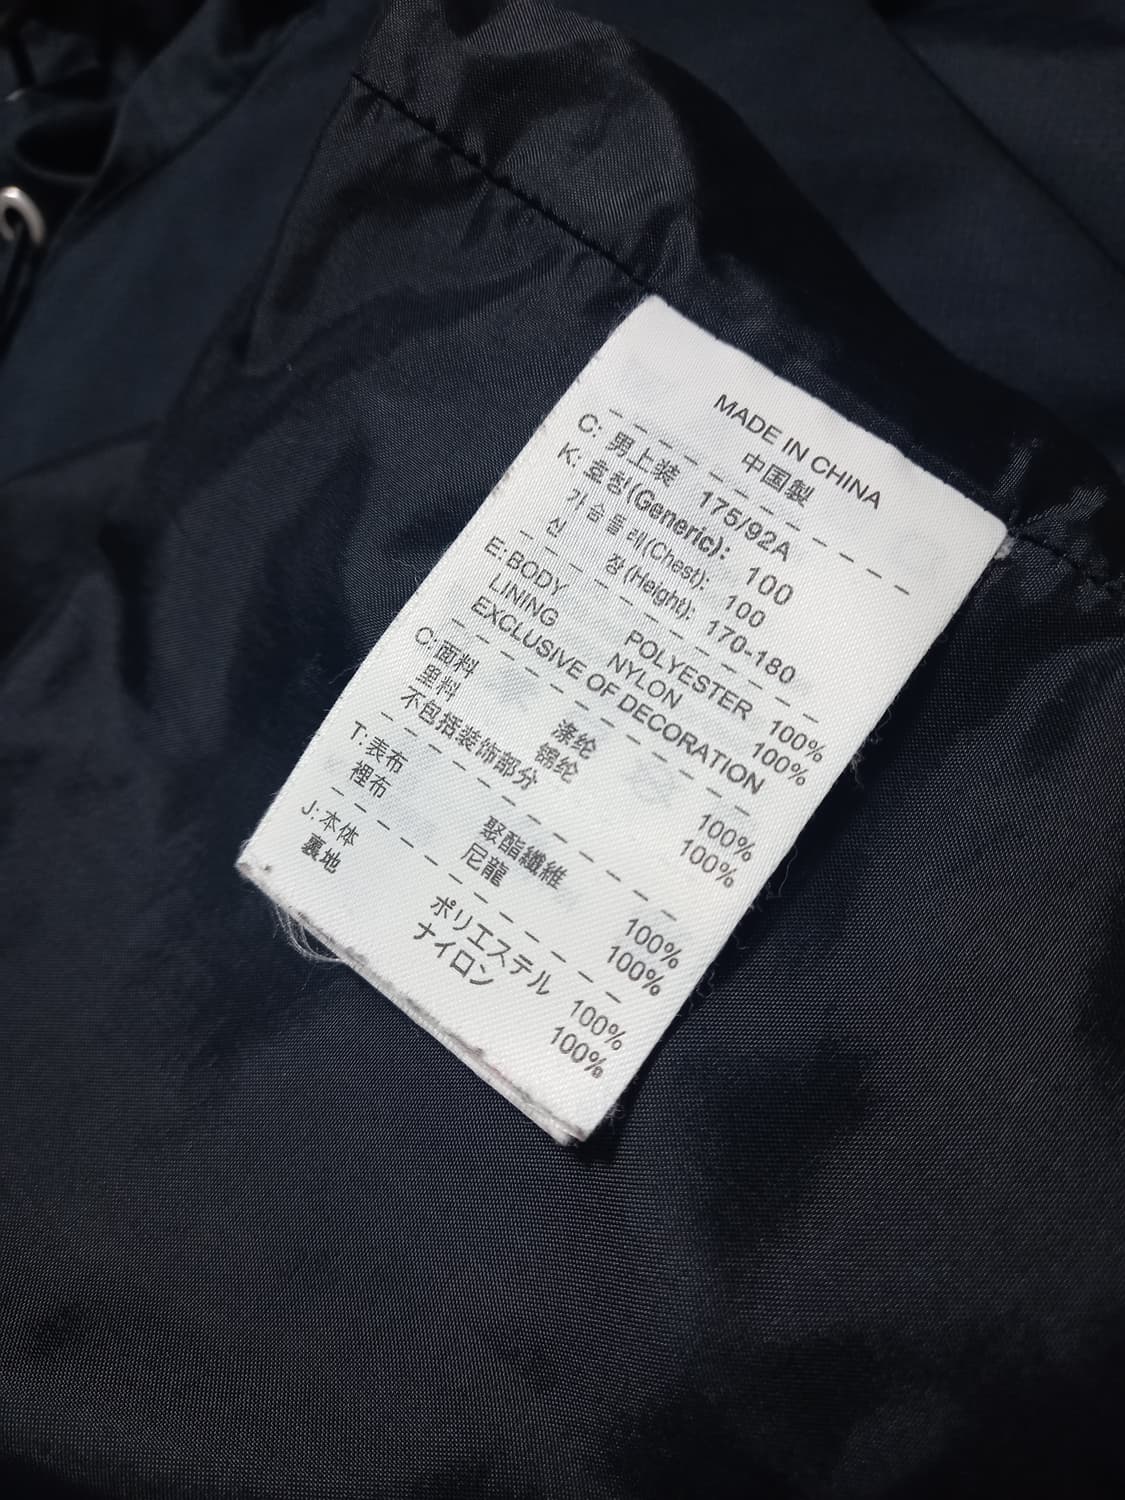 MADE IN CHINA
中国製
C: 男上装 175/92A
K: 호칭(Generic): 100
가슴둘레(Chest): 100
신 장(Height): 170-180
E: BODY POLYESTER 100%
LINING NYLON 100%
EXCLUSIVE OF DECORATION
C: 面料 涤纶 100%
里料 锦纶 100%
不包括装饰部分
T: 表布 聚酯纖維 100%
裡布 尼龍 100%
J: 本体 ポリエステル 100%
裏地 ナイロン 100%